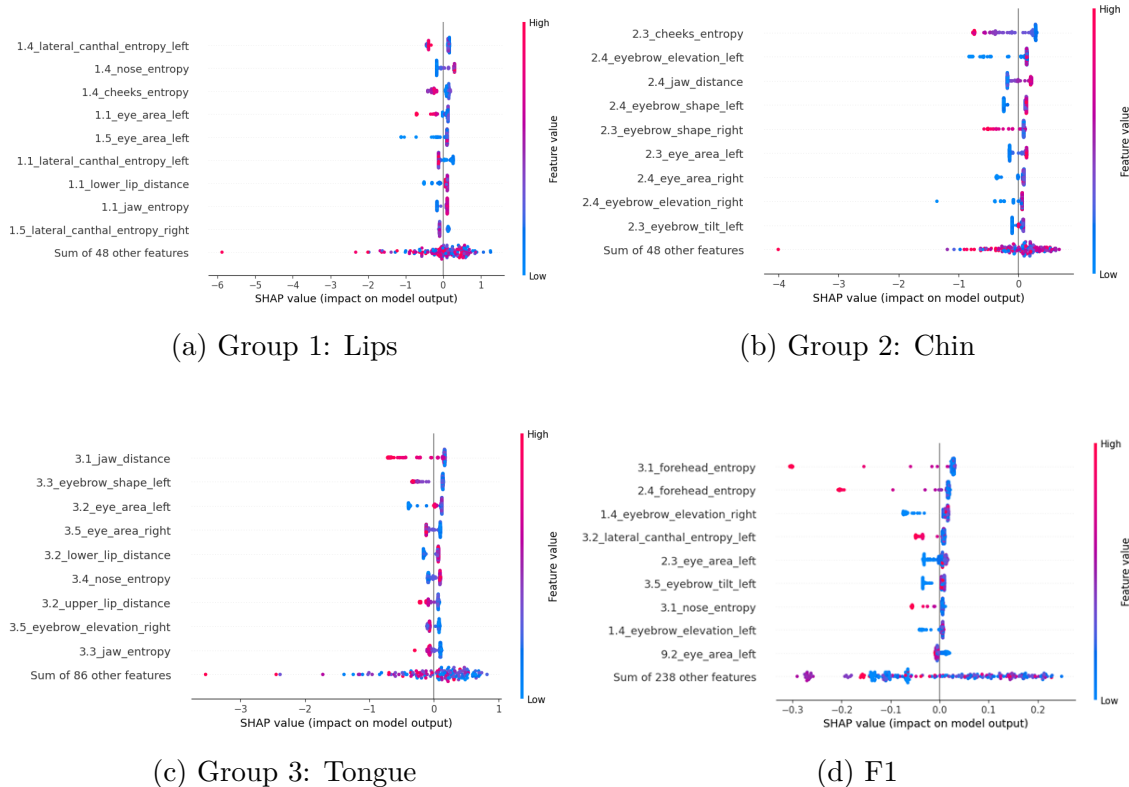 High
1.4_lateral_canthal_entropy_left
1.4_nose_entropy
1.4_cheeks_entropy
1.1_eye_area_left
1.5_eye_area_left
1.1_lateral_canthal_entropy_left
1.1_lower_lip_distance
1.1_jaw_entropy
1.5_lateral_canthal_entropy_right
Sum of 48 other features
Feature value
Low
−6 −5 −4 −3 −2 −1 0 1
SHAP value (impact on model output)
(a) Group 1: Lips
High
2.3_cheeks_entropy
2.4_eyebrow_elevation_left
2.4_jaw_distance
2.4_eyebrow_shape_left
2.3_eyebrow_shape_right
2.3_eye_area_left
2.4_eye_area_right
2.4_eyebrow_elevation_right
2.3_eyebrow_tilt_left
Sum of 48 other features
Feature value
Low
−4 −3 −2 −1 0
SHAP value (impact on model output)
(b) Group 2: Chin
High
3.1_jaw_distance
3.3_eyebrow_shape_left
3.2_eye_area_left
3.5_eye_area_right
3.2_lower_lip_distance
3.4_nose_entropy
3.2_upper_lip_distance
3.5_eyebrow_elevation_right
3.3_jaw_entropy
Sum of 86 other features
Feature value
Low
−3 −2 −1 0 1
SHAP value (impact on model output)
(c) Group 3: Tongue
High
3.1_forehead_entropy
2.4_forehead_entropy
1.4_eyebrow_elevation_right
3.2_lateral_canthal_entropy_left
2.3_eye_area_left
3.5_eyebrow_tilt_left
3.1_nose_entropy
1.4_eyebrow_elevation_left
9.2_eye_area_left
Sum of 238 other features
Feature value
Low
−0.3 −0.2 −0.1 0.0 0.1 0.2
SHAP value (impact on model output)
(d) F1